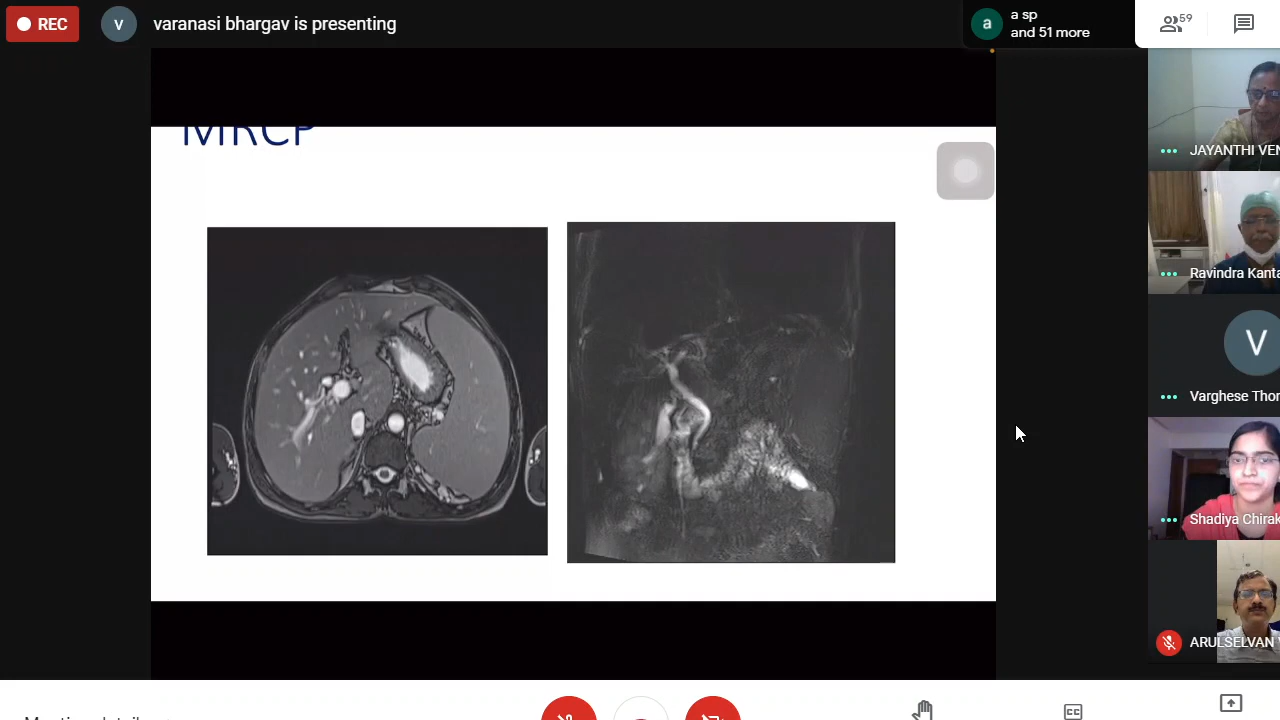 REC
V
varanasi bhargav is presenting
a
a sp
and 51 more
59
MRCP
JAYANTHI VEN
Ravindra Kanta
V
Varghese Thor
Shadiya Chirak
ARULSELVAN V
CC